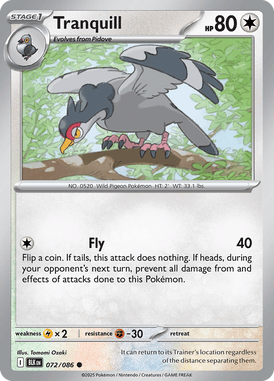 STAGE 1
Tranquill
HP 80
Evolves from Pidove
NO. 0520 Wild Pigeon Pokémon HT: 2' WT: 33.1 lbs
Fly 40
Flip a coin. If tails, this attack does nothing. If heads, during
your opponent's next turn, prevent all damage from and
effects of attacks done to this Pokémon.
weakness ×2 resistance -30 retreat
Illus. Tomomi Ozaki
I BLK EN 072/086
It can return to its Trainer's location regardless
of the distance separating them.
©2025 Pokémon / Nintendo / Creatures / GAME FREAK